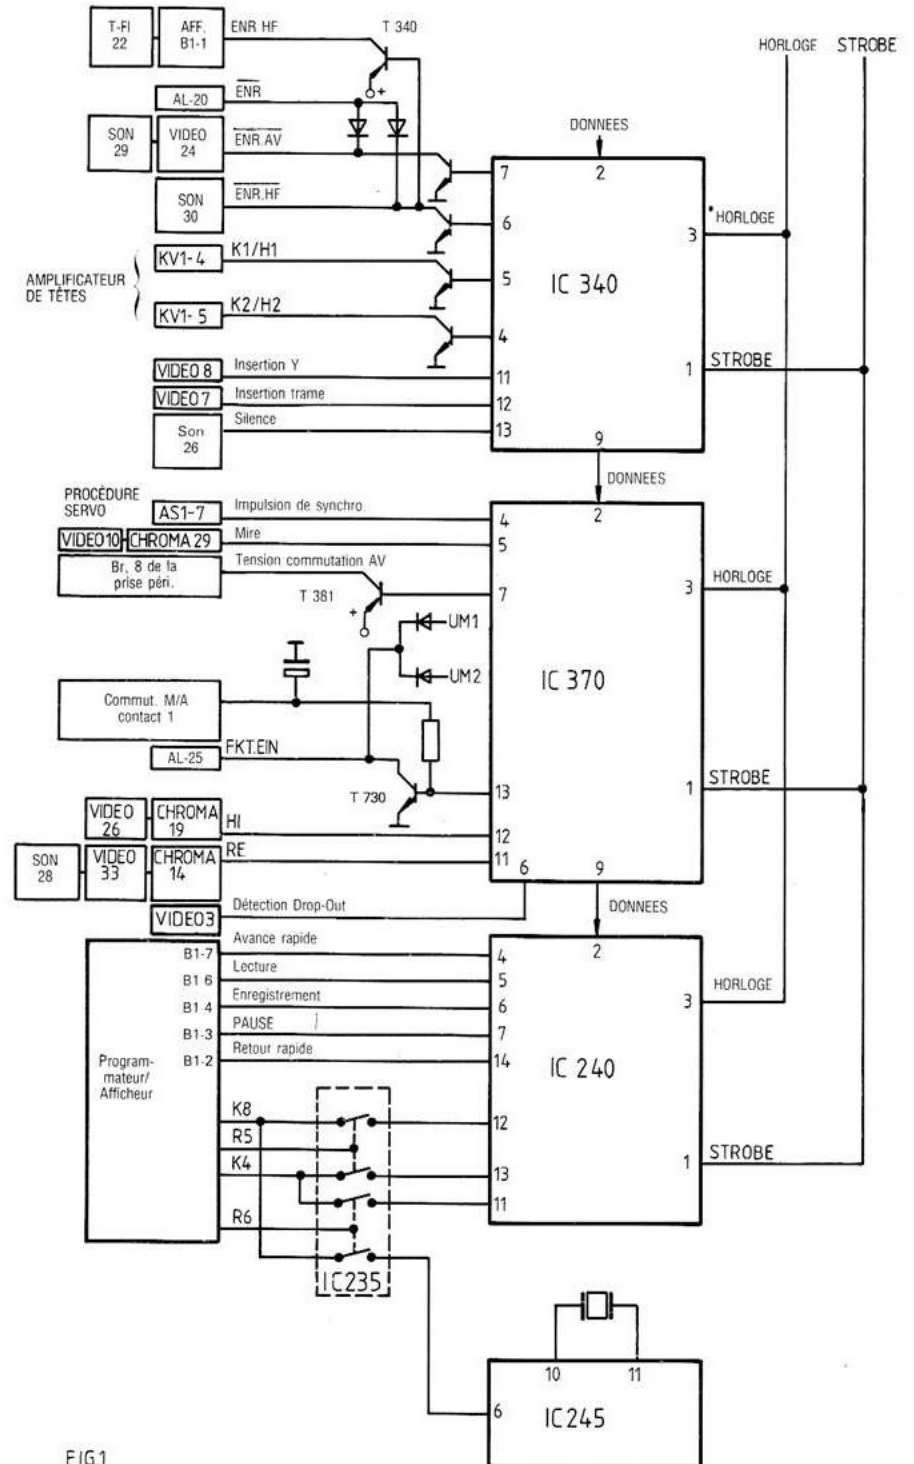 T-FI
22
AFF.
B1-1
ENR HF
T 340
+
HORLOGE
STROBE
AL-20
ENR
DONNEES
SON
29
VIDEO
24
ENR.AV
7
2
SON
30
ENR.HF
6
3
HORLOGE
AMPLIFICATEUR
DE TÊTES
KV1-4
K1/H1
5
IC 340
KV1-5
K2/H2
4
1
STROBE
VIDEO 8
Insertion Y
11
VIDEO 7
Insertion trame
12
Son
26
Silence
13
9
DONNEES
PROCÉDURE
SERVO
AS1-7
Impulsion de synchro
4
2
VIDEO10
CHROMA 29
Mire
5
Br. 8 de la
prise péri.
Tension commutation AV
T 381
+
7
3
HORLOGE
UM1
UM2
IC 370
Commut. M/A
contact 1
AL-25
FKT.EIN
T 730
13
1
STROBE
VIDEO
26
CHROMA
19
HI
12
SON
28
VIDEO
33
CHROMA
14
RE
11
6
9
VIDEO3
Détection Drop-Out
DONNEES
2
B1-7
Avance rapide
4
B1 6
Lecture
5
B1 4
Enregistrement
6
3
HORLOGE
B1-3
PAUSE
7
B1-2
Retour rapide
14
IC 240
Program-
mateur/
Afficheur
K8
12
R5
K4
13
1
STROBE
11
R6
IC235
10
11
6
IC245
FIG.1